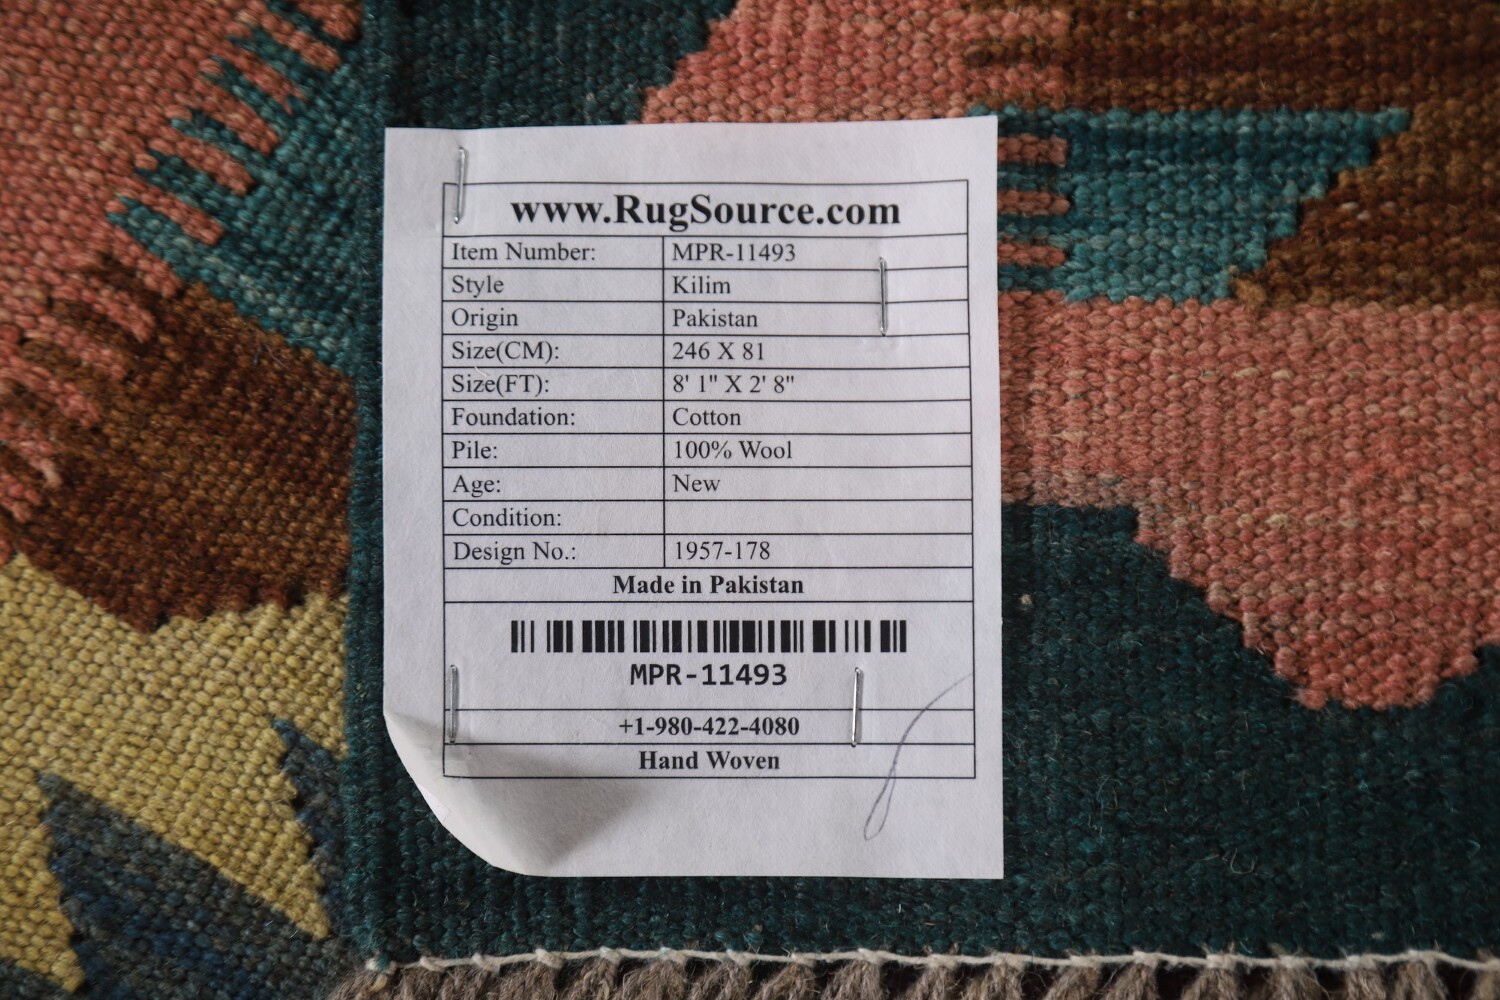 www.RugSource.com
Item Number: MPR-11493
Style Kilim
Origin Pakistan
Size(CM): 246 X 81
Size(FT): 8' 1" X 2' 8"
Foundation: Cotton
Pile: 100% Wool
Age: New
Condition:
Design No.: 1957-178
Made in Pakistan
MPR-11493
+1-980-422-4080
Hand Woven